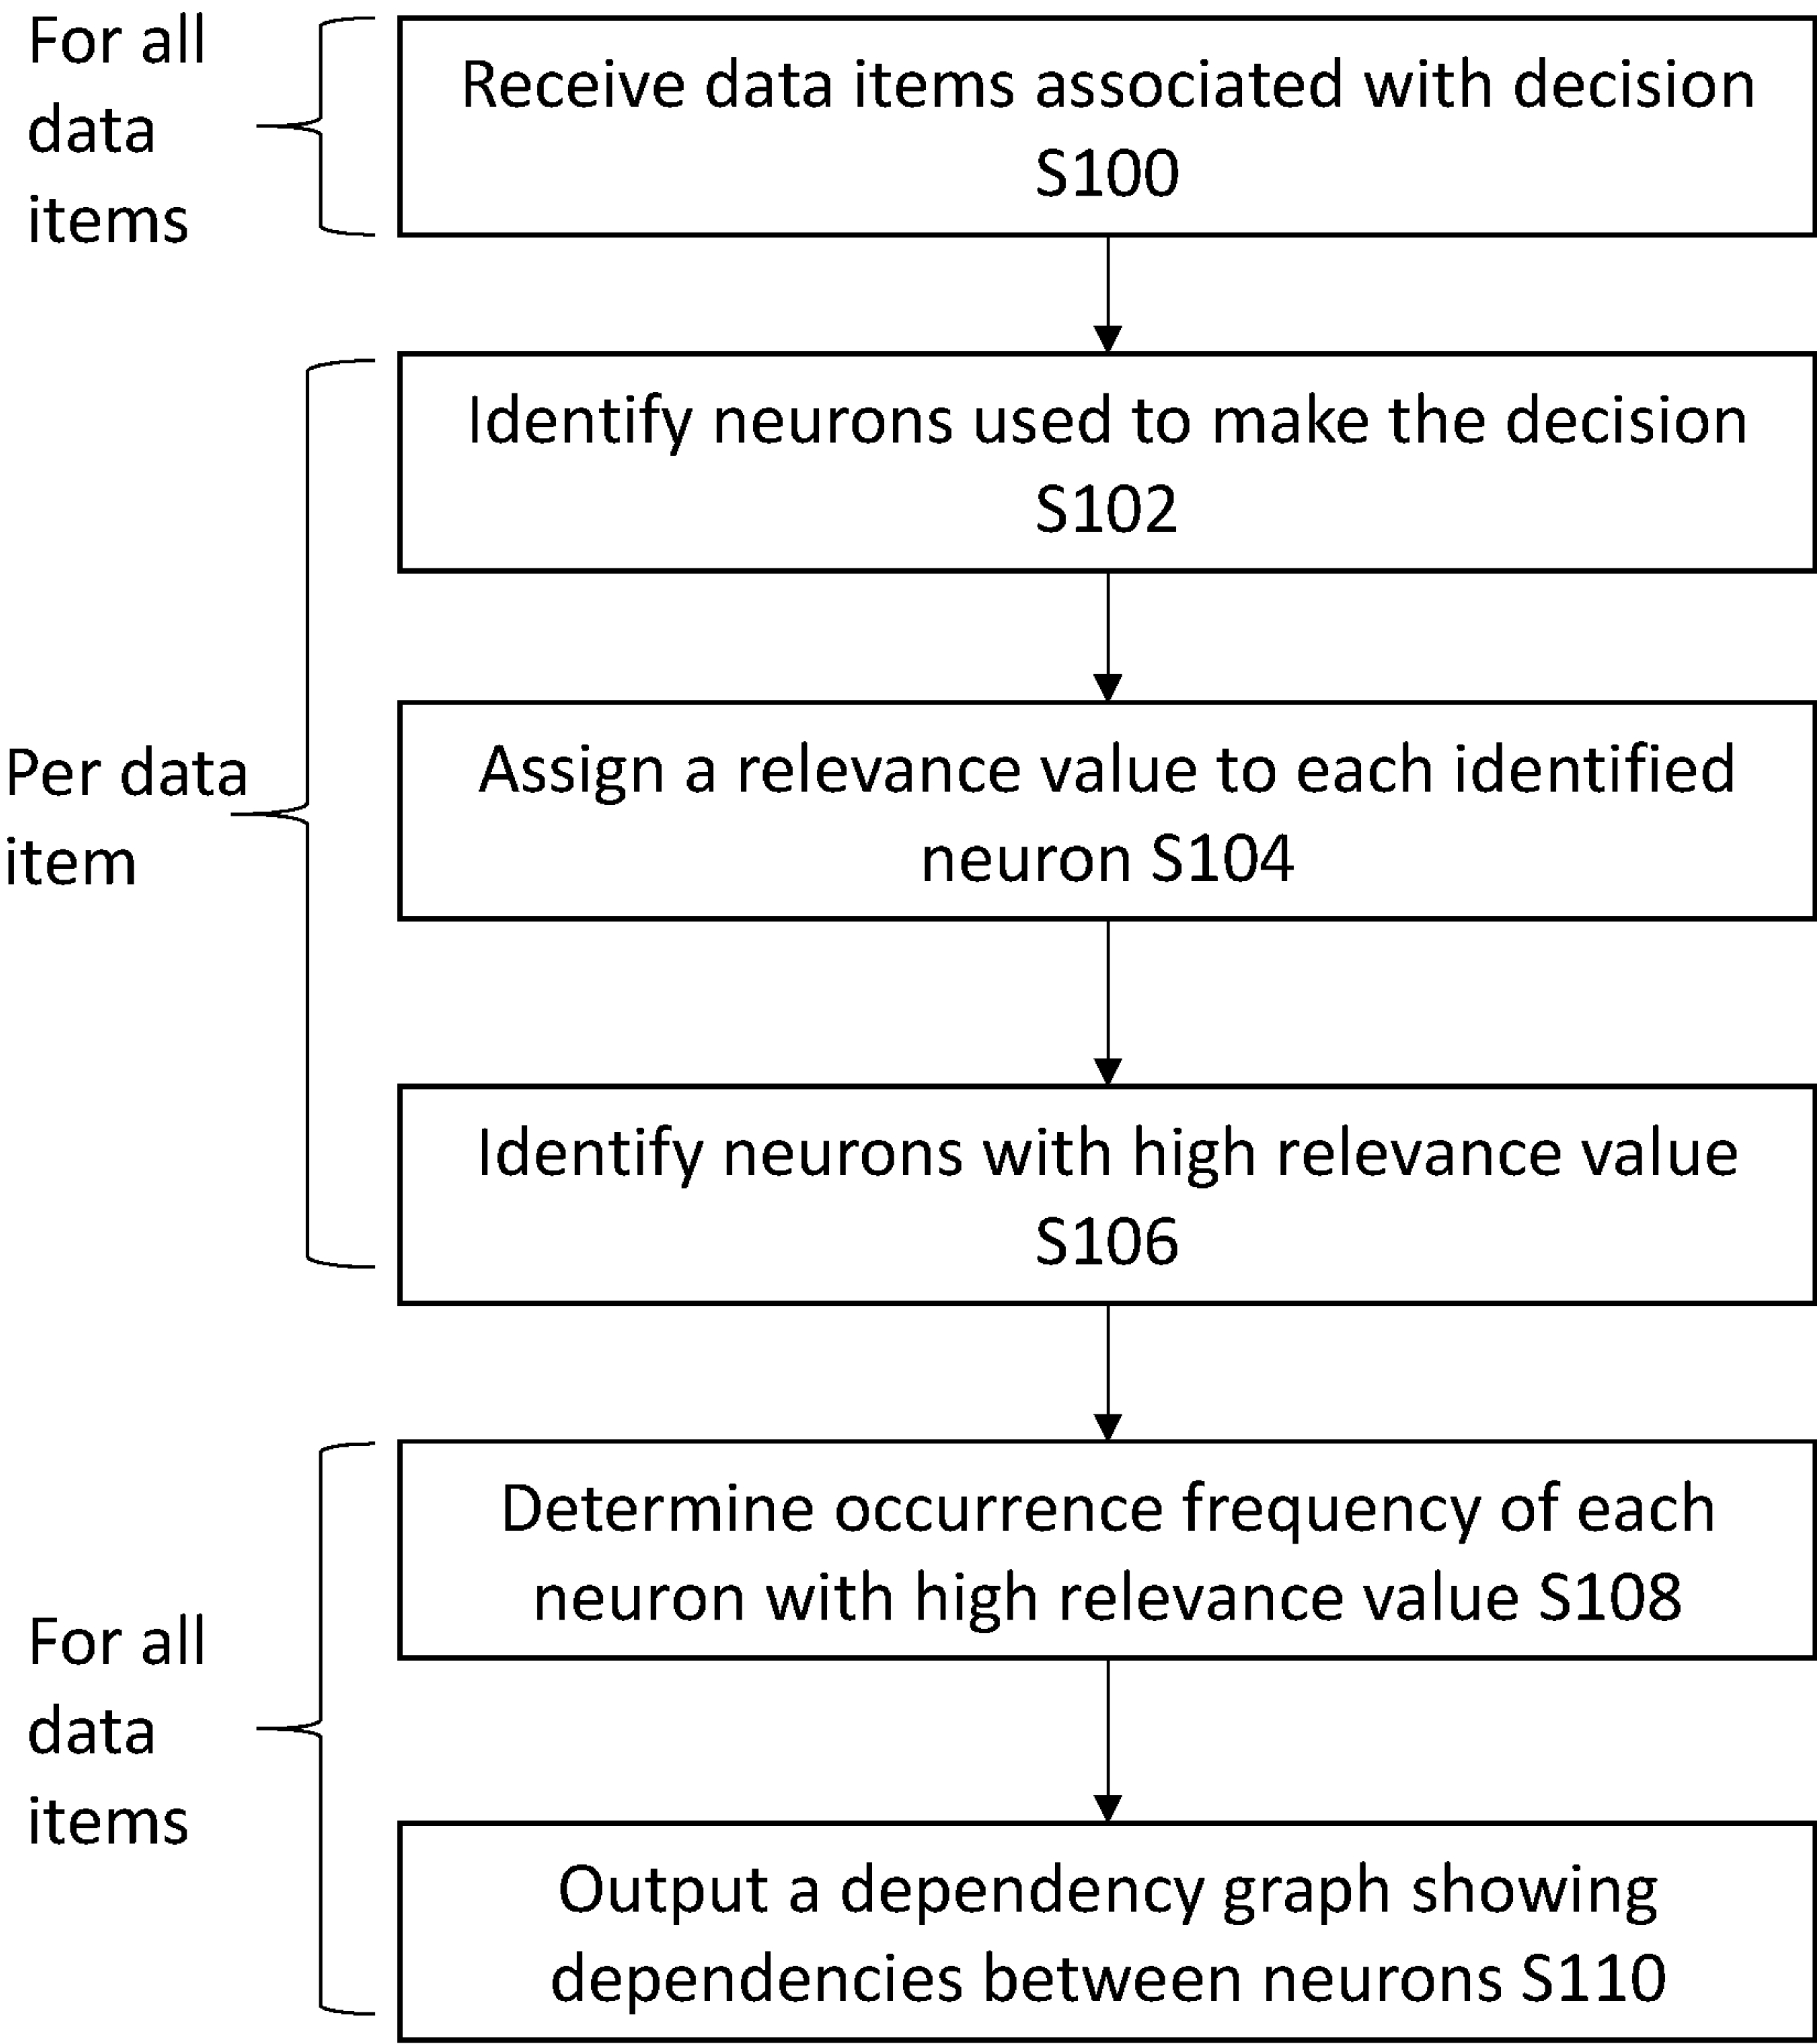 For all
data
items
Receive data items associated with decision
S100
Identify neurons used to make the decision
S102
Per data
item
Assign a relevance value to each identified
neuron S104
Identify neurons with high relevance value
S106
For all
data
items
Determine occurrence frequency of each
neuron with high relevance value S108
Output a dependency graph showing
dependencies between neurons S110